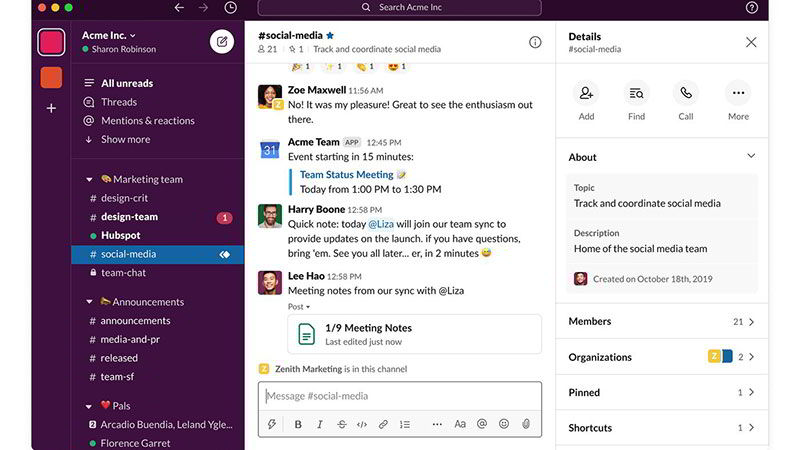 Search Acme Inc
Acme Inc.
Sharon Robinson
All unreads
Threads
Mentions & reactions
Show more
Marketing team
# design-crit
# design-team 1
Hubspot
# social-media
team-chat
Announcements
# announcements
# media-and-pr
# released
# team-sf
Pals
2 Arcadio Buendia, Leland Ygle...
Florence Garret
#social-media
21 | 1 | Track and coordinate social media
1 1 1 1
Zoe Maxwell 11:56 AM
No! It was my pleasure! Great to see the enthusiasm out
there.
Z
31
Acme Team APP 12:45 PM
Event starting in 15 minutes:
Team Status Meeting
Today from 1:00 PM to 1:30 PM
Harry Boone 12:58 PM
Quick note: today @Liza will join our team sync to
provide updates on the launch. if you have questions,
bring 'em. See you all later... er, in 2 minutes
Lee Hao 12:58 PM
Meeting notes from our sync with @Liza
Post
1/9 Meeting Notes
Last edited just now
Z Zenith Marketing is in this channel
Message #social-media
B I S </> ... Aa @
Details
#social-media
Add Find Call More
About
Topic
Track and coordinate social media
Description
Home of the social media team
Created on October 18th, 2019
Members 21
Organizations Z 2
Pinned 1
Shortcuts 1